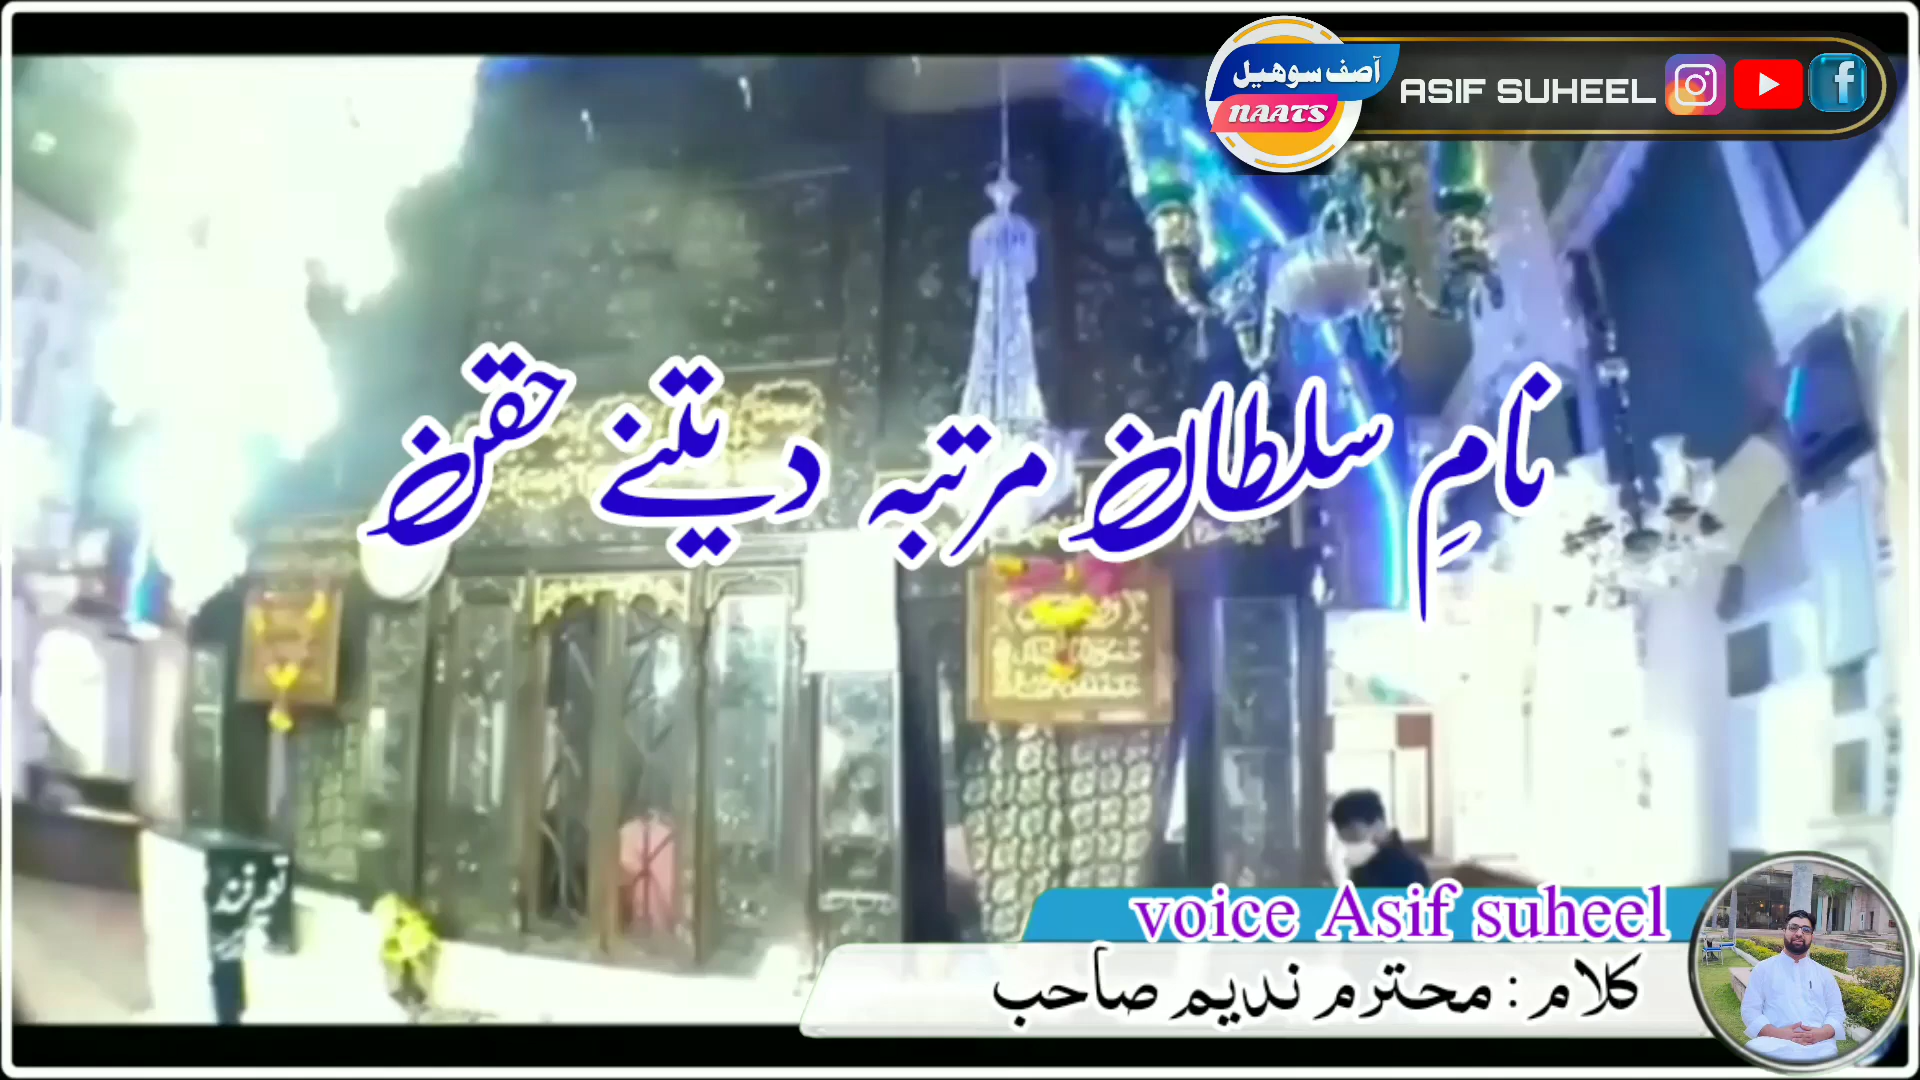 آصف سوھیل
NAATS
ASIF SUHEEL
نامِ سلطان مرتبہ دیتنے حقن
voice Asif suheel
کلام : محترم ندیم صاحب